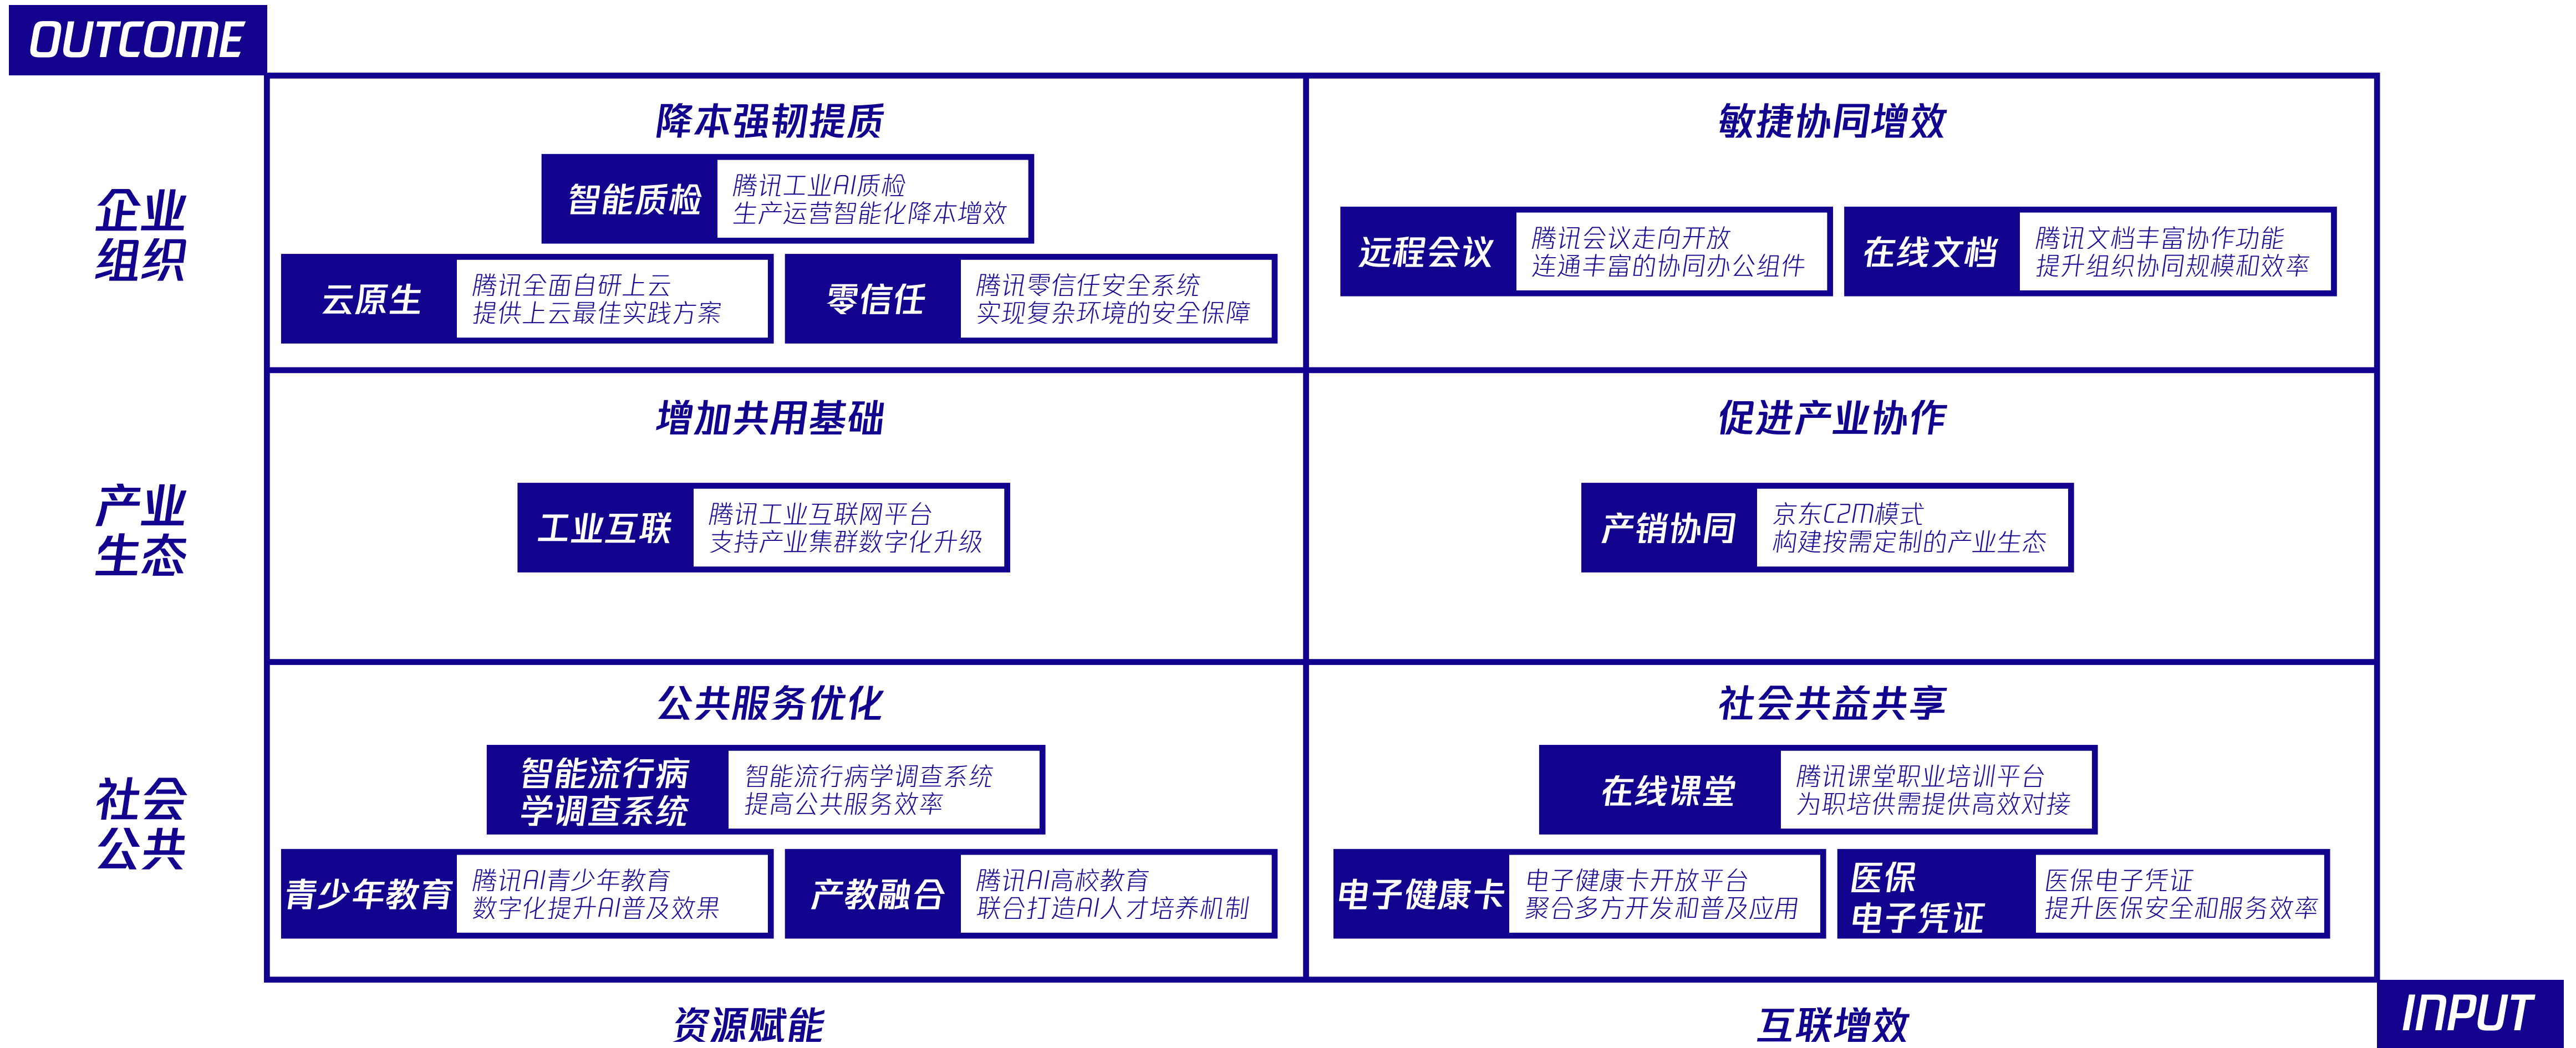 OUTCOME
企业
组织
降本强韧提质
智能质检
腾讯工业AI质检
生产运营智能化降本增效
云原生
腾讯全面自研上云
提供上云最佳实践方案
零信任
腾讯零信任安全系统
实现复杂环境的安全保障
敏捷协同增效
远程会议
腾讯会议走向开放
连通丰富的协同办公组件
在线文档
腾讯文档丰富协作功能
提升组织协同规模和效率
产业
生态
增加共用基础
工业互联
腾讯工业互联网平台
支持产业集群数字化升级
促进产业协作
产销协同
京东C2M模式
构建按需定制的产业生态
社会
公共
公共服务优化
智能流行病
学调查系统
智能流行病学调查系统
提高公共服务效率
青少年教育
腾讯AI青少年教育
数字化提升AI普及效果
产教融合
腾讯AI高校教育
联合打造AI人才培养机制
社会共益共享
在线课堂
腾讯课堂职业培训平台
为职培供需提供高效对接
电子健康卡
电子健康卡开放平台
聚合多方开发和普及应用
医保
电子凭证
医保电子凭证
提升医保安全和服务效率
资源赋能
互联增效
INPUT